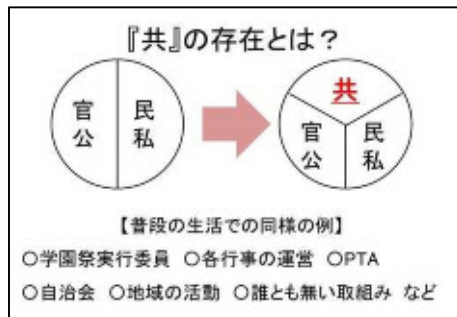 『共』の存在とは？
官公
民私
共
官公
民私
【普段の生活での同様の例】
○学園祭実行委員 ○各行事の運営 ○PTA
○自治会 ○地域の活動 ○誰とも無い取組み など